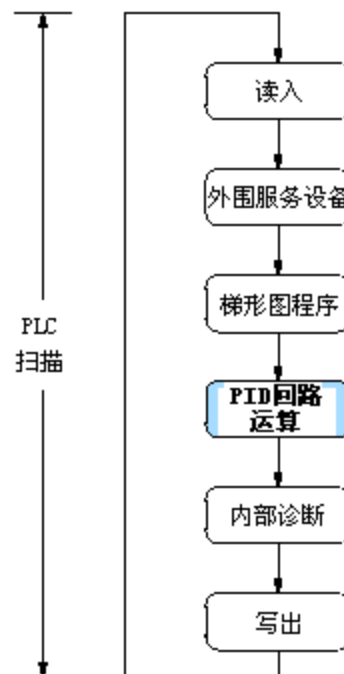 PLC
扫描
读入
外围服务设备
梯形图程序
PID回路
运算
内部诊断
写出